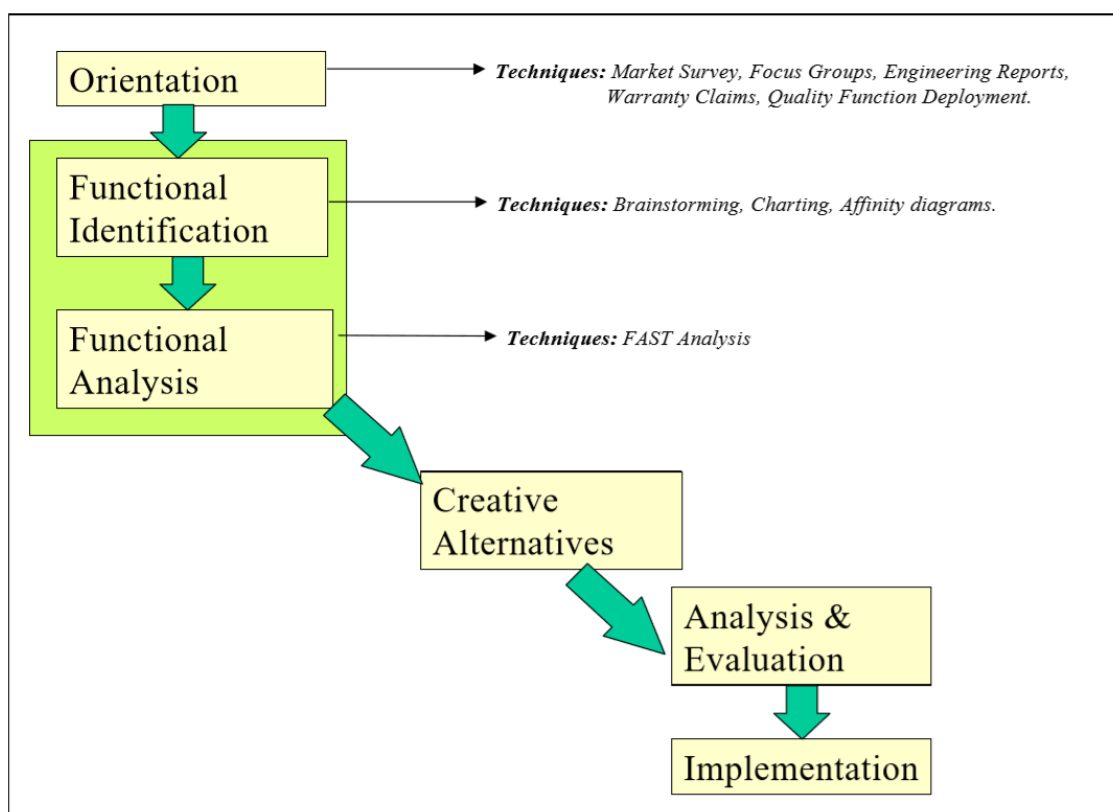 Orientation
Techniques: Market Survey, Focus Groups, Engineering Reports,
Warranty Claims, Quality Function Deployment.
Functional
Identification
Techniques: Brainstorming, Charting, Affinity diagrams.
Functional
Analysis
Techniques: FAST Analysis
Creative
Alternatives
Analysis &
Evaluation
Implementation